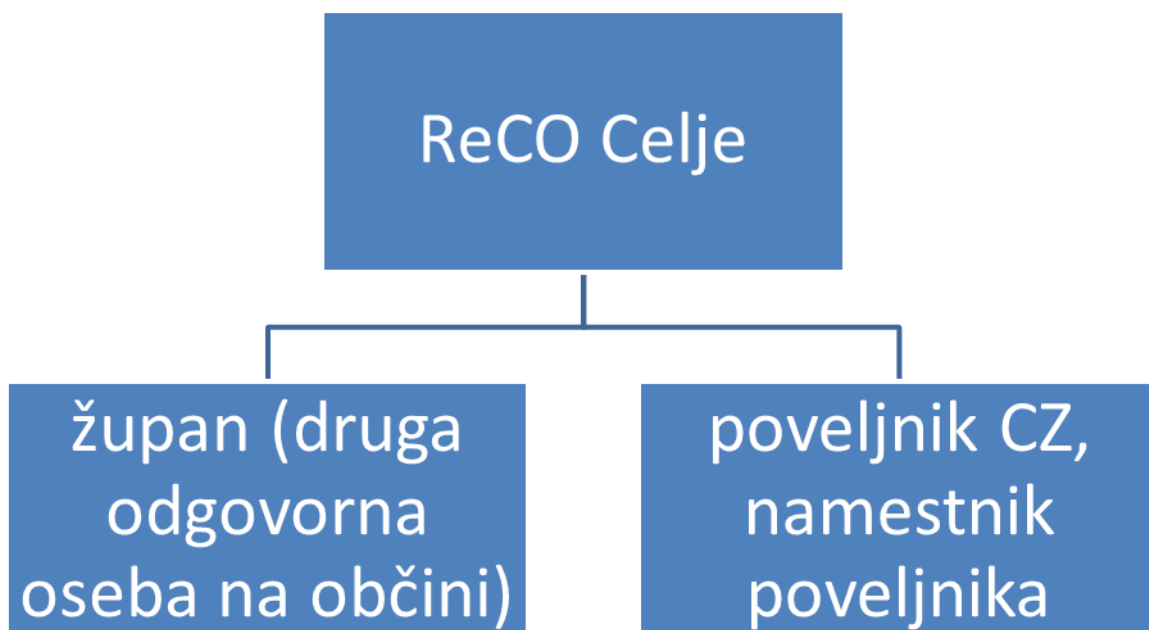 ReCO Celje
župan (druga
odgovorna
oseba na občini)
poveljnik CZ,
namestnik
poveljnika